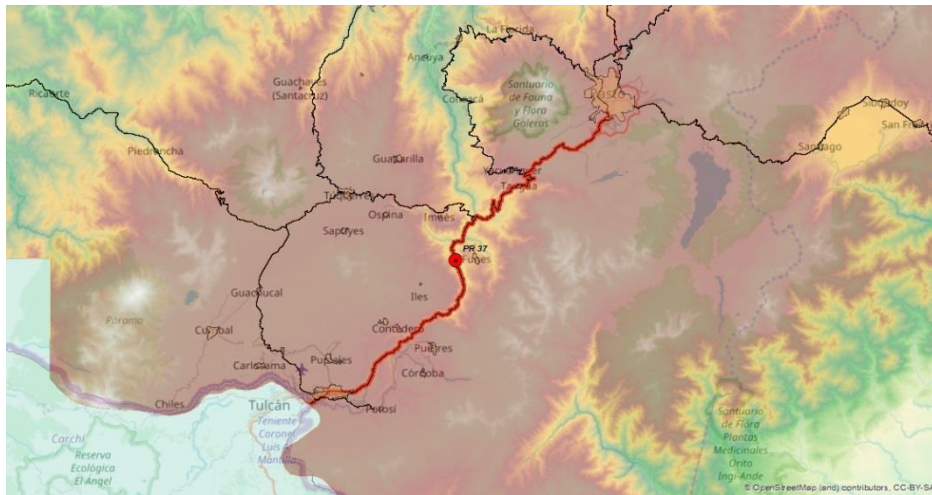 La Florida
Ancuya
Ricaurte
Guachavés
(Santacruz)
Santuario
de Fauna
y Flora
Galeras
Pasto
Consacá
Sibundoy
San Fran
Santiago
Piedrancha
Guaitarilla
Yacuanquer
Tangua
Túquerres
Ospina
Imués
Sapuyes
PR 37
Funes
Iles
Guachucal
Páramo
Contadero
Cumbal
Puerres
Pupiales
Carlosama
Córdoba
Chiles
Tulcán
Potosí
Teniente
Coronel
Luis
Mantilla
Carchi
Reserva
Ecológica
El Angel
Santuario
de Flora
Plantas
Medicinales
Orito
Ingi-Ande
© OpenStreetMap (and) contributors, CC-BY-SA